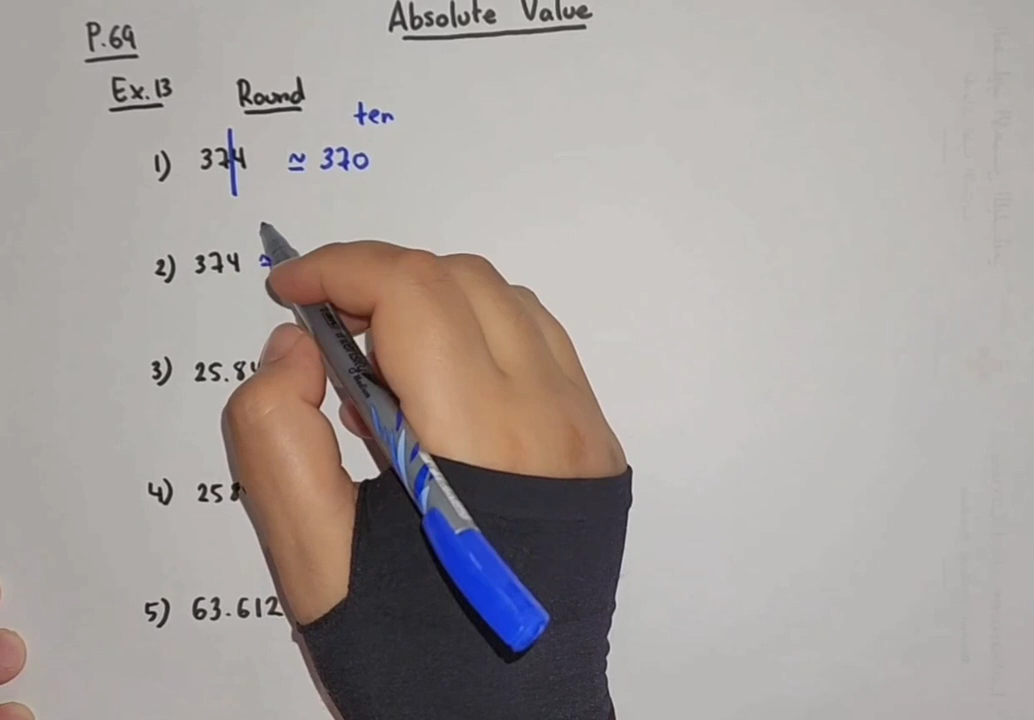 Absolute Value
P.69
Ex.13 Round
ten
1) 374 ≃ 370
2) 374 ≃
3) 25.84
4) 25
5) 63.612